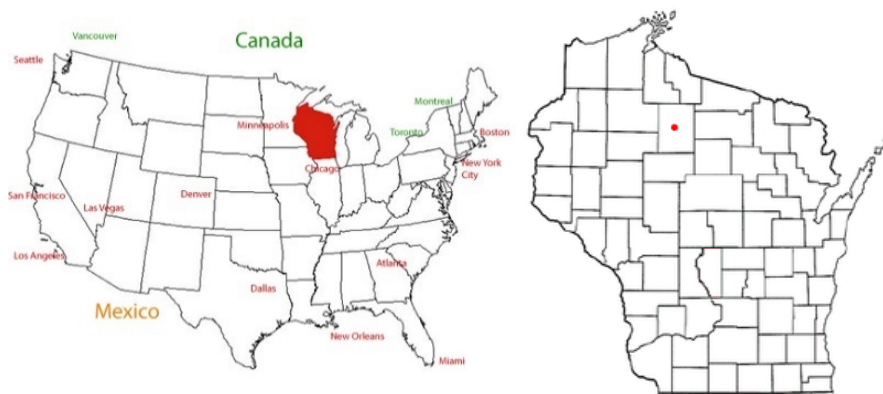 Vancouver
Canada
Seattle
Montreal
Minneapolis
Toronto
Boston
Chicago
New York
City
San Francisco
Las Vegas
Denver
Los Angeles
Atlanta
Dallas
Mexico
New Orleans
Miami